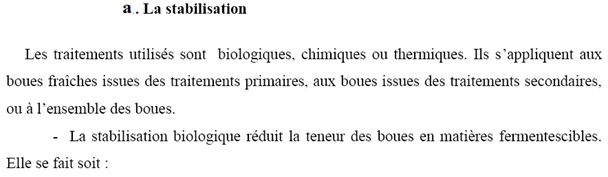 a . La stabilisation
Les traitements utilisés sont biologiques, chimiques ou thermiques. Ils s’appliquent aux
boues fraîches issues des traitements primaires, aux boues issues des traitements secondaires,
ou à l’ensemble des boues.
- La stabilisation biologique réduit la teneur des boues en matières fermentescibles.
Elle se fait soit :